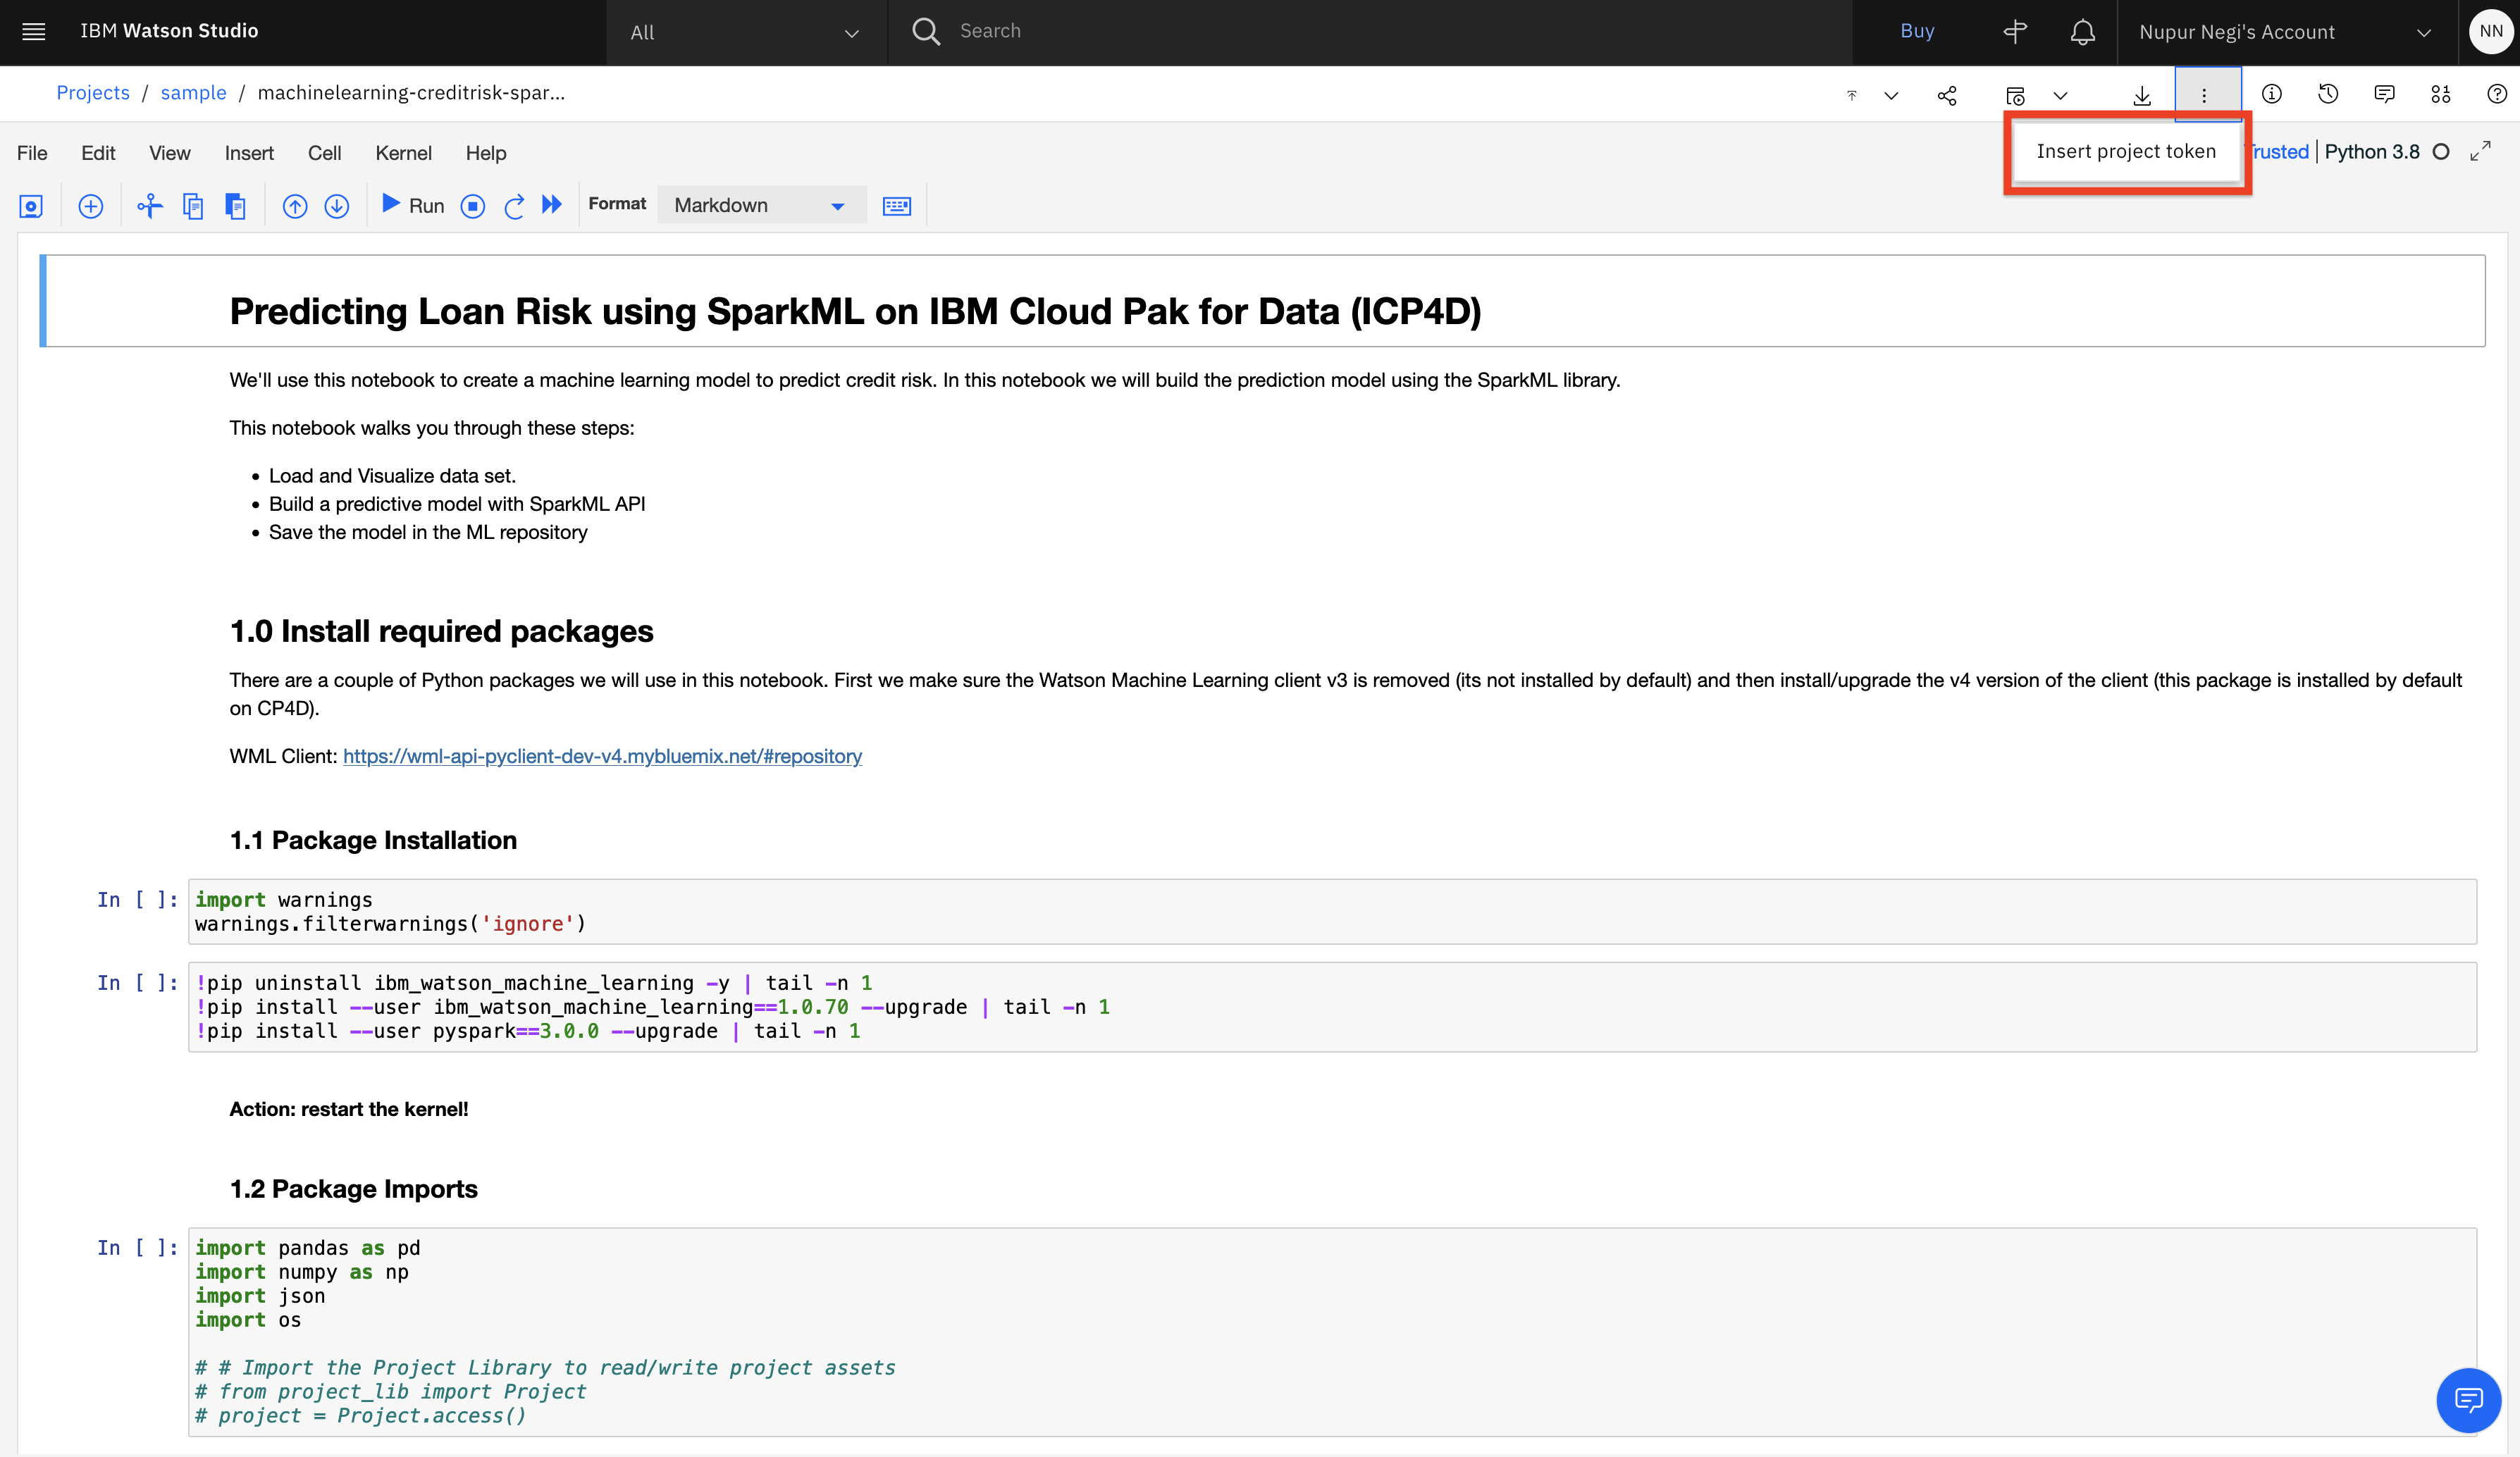 IBM Watson Studio
All
Search
Buy
Nupur Negi's Account
NN
Projects / sample / machinelearning-creditrisk-spar...
Insert project token
File Edit View Insert Cell Kernel Help
Trusted | Python 3.8
Run
Format
Markdown
Predicting Loan Risk using SparkML on IBM Cloud Pak for Data (ICP4D)
We'll use this notebook to create a machine learning model to predict credit risk. In this notebook we will build the prediction model using the SparkML library.
This notebook walks you through these steps:
• Load and Visualize data set.
• Build a predictive model with SparkML API
• Save the model in the ML repository
1.0 Install required packages
There are a couple of Python packages we will use in this notebook. First we make sure the Watson Machine Learning client v3 is removed (its not installed by default) and then install/upgrade the v4 version of the client (this package is installed by default
on CP4D).
WML Client: https://wml-api-pyclient-dev-v4.mybluemix.net/#repository
1.1 Package Installation
In [ ]: import warnings
warnings.filterwarnings('ignore')
In [ ]: !pip uninstall ibm_watson_machine_learning -y | tail -n 1
!pip install --user ibm_watson_machine_learning==1.0.70 --upgrade | tail -n 1
!pip install --user pyspark==3.0.0 --upgrade | tail -n 1
Action: restart the kernel!
1.2 Package Imports
In [ ]: import pandas as pd
import numpy as np
import json
import os
# # Import the Project Library to read/write project assets
# from project_lib import Project
# project = Project.access()